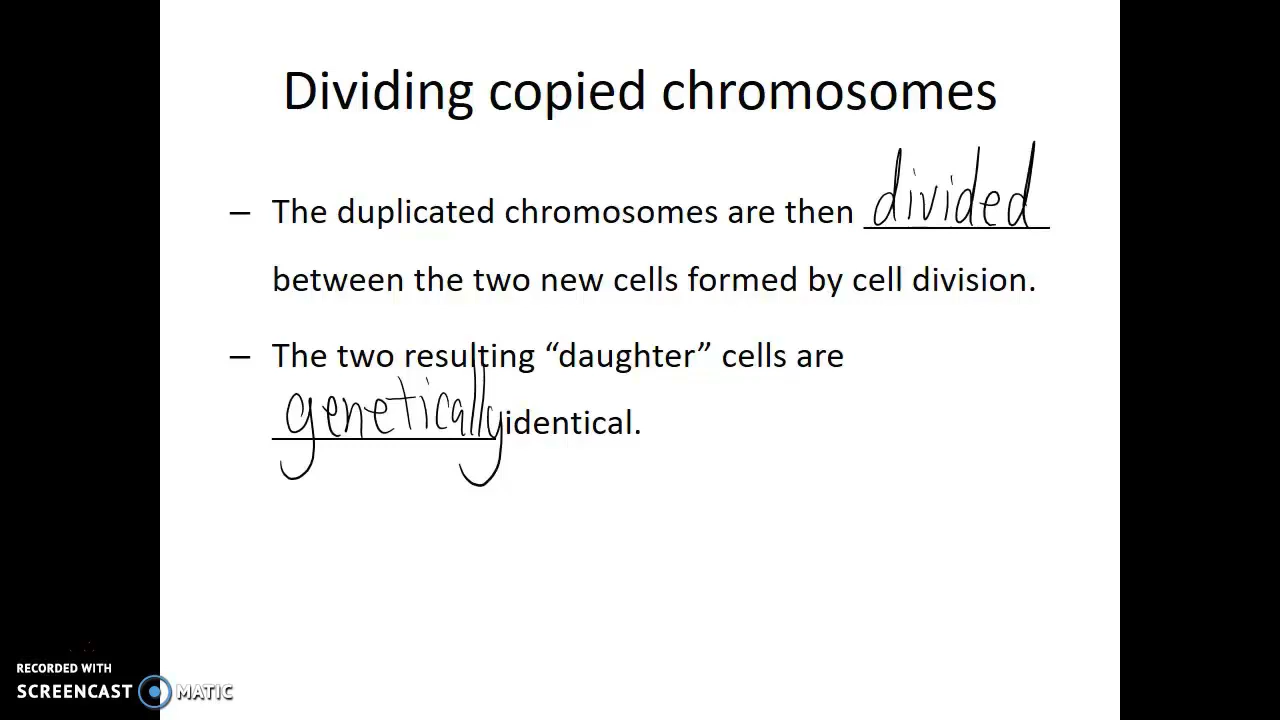 Dividing copied chromosomes
– The duplicated chromosomes are then divided
between the two new cells formed by cell division.
– The two resulting “daughter” cells are
genetically identical.
RECORDED WITH
SCREENCAST MATIC